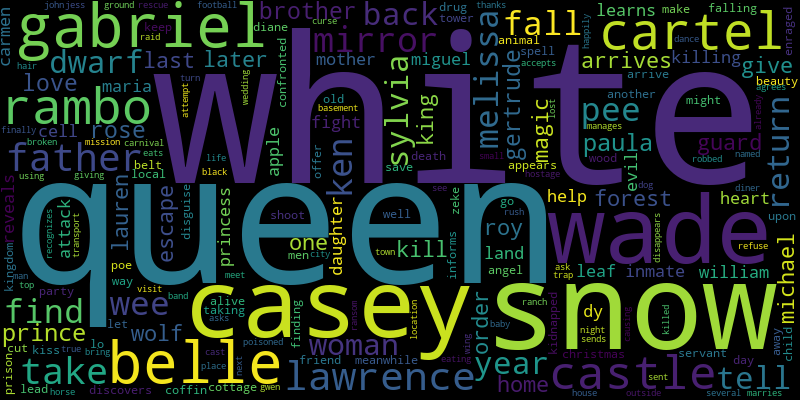 white
queen
snow
casey
wade
belle
gabriel
cartel
castle
rambo
dwarf
last
later
brother
back
mirror
fall
melissa
father
love
maria
cell
rose
pee
paula
arrives
killing
give
learns
make
falling
beauty
another
might
guard
return
magic
gertrude
sylvia
king
ken
miguel
mother
diane
drug
tower
animal
spell
accepts
appears
evil
wood
forest
heart
help
land
roy
go
rush
angel
zeke
informs
kill
well
one
men
city
shoot
daughter
princess
disguise
escape
lauren
belt
local
attack
transport
recognizes
reveals
kingdom
man
top
find
prince
wee
wolf
take
woman
lawrence
year
order
home
tell
michael
inmate
william
leaf
dy
night
sends
ask
trap
refuse
disappears
away
child
christmas
servant
day
sent
several
marries
house
outside
killed
causing
kidnapped
ranch
baby
wing
eating
location
meanwhile
friend
ranson
party
poe
way
visit
let
band
asks
alive
taking
finding
kiss
true
lo
bring
cut
prison
lead
horse
discovers
coffin
cottage
place
cast
next
gwen
poisoned
carmen
johnjess
ground
rescue
football
thanks
curse
keep
raid
hair
turn
attempt
wedding
confronted
old
basement
fight
offer
death
save
apple
life
black
mission
carnival
broken
finally
eats
using
giving
arrive
manages
lost
small
hostage
dog
see
town
meet
already
robbed
named
diner
agrees
upon
dance
happily
enraged